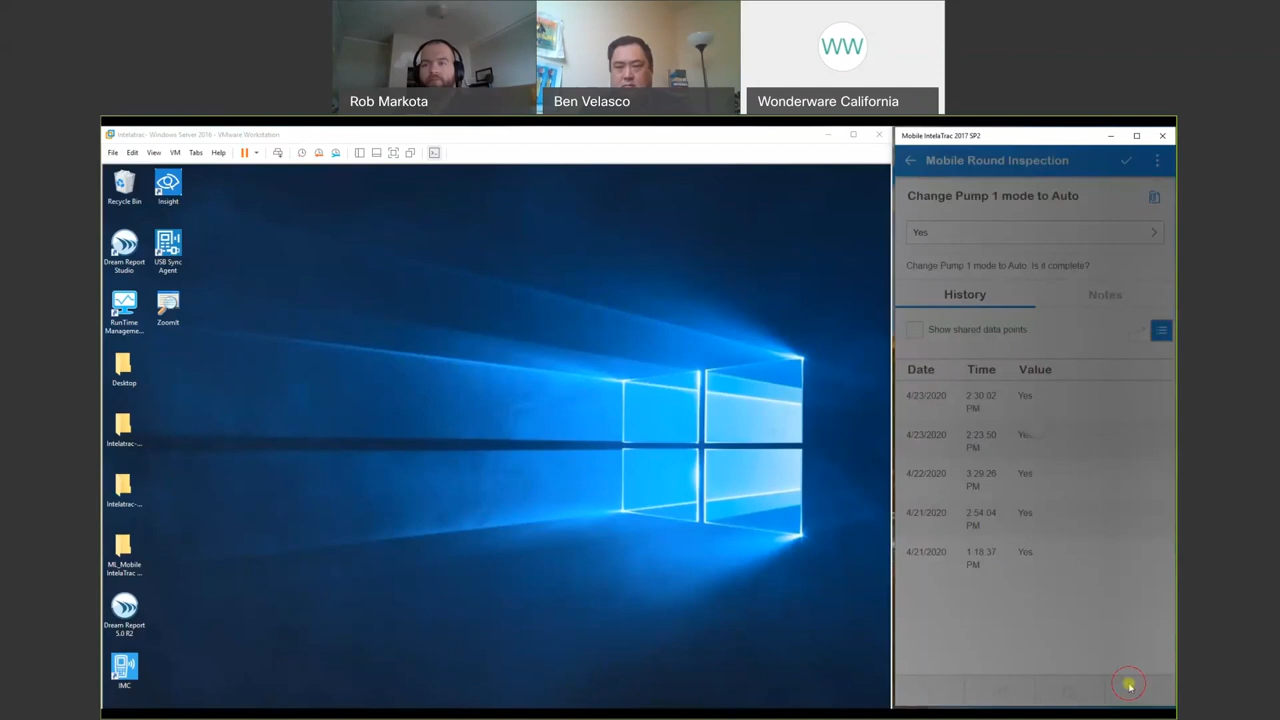 WW
Rob Markota
Ben Velasco
Wonderware California
Intelatrac- Windows Server 2016 - VMware Workstation
File Edit View VM Tabs Help
Recycle Bin
Insight
Dream Report
Studio
USB Sync
Agent
RunTime
Manageme...
ZoomIt
Desktop
Intelatrac-...
Intelatrac-...
ML_Mobile
IntelaTrac ...
Dream Report
5.0 R2
IMC
Mobile IntelaTrac 2017 SP2
Mobile Round Inspection
Change Pump 1 mode to Auto
Yes
Change Pump 1 mode to Auto Is it complete?
History Notes
Show shared data points
Date Time Value
4/23/2020 2:30:02 PM Yes
4/23/2020 2:23:50 PM Yes
4/22/2020 3:29:26 PM Yes
4/21/2020 2:54:04 PM Yes
4/21/2020 1:18:37 PM Yes